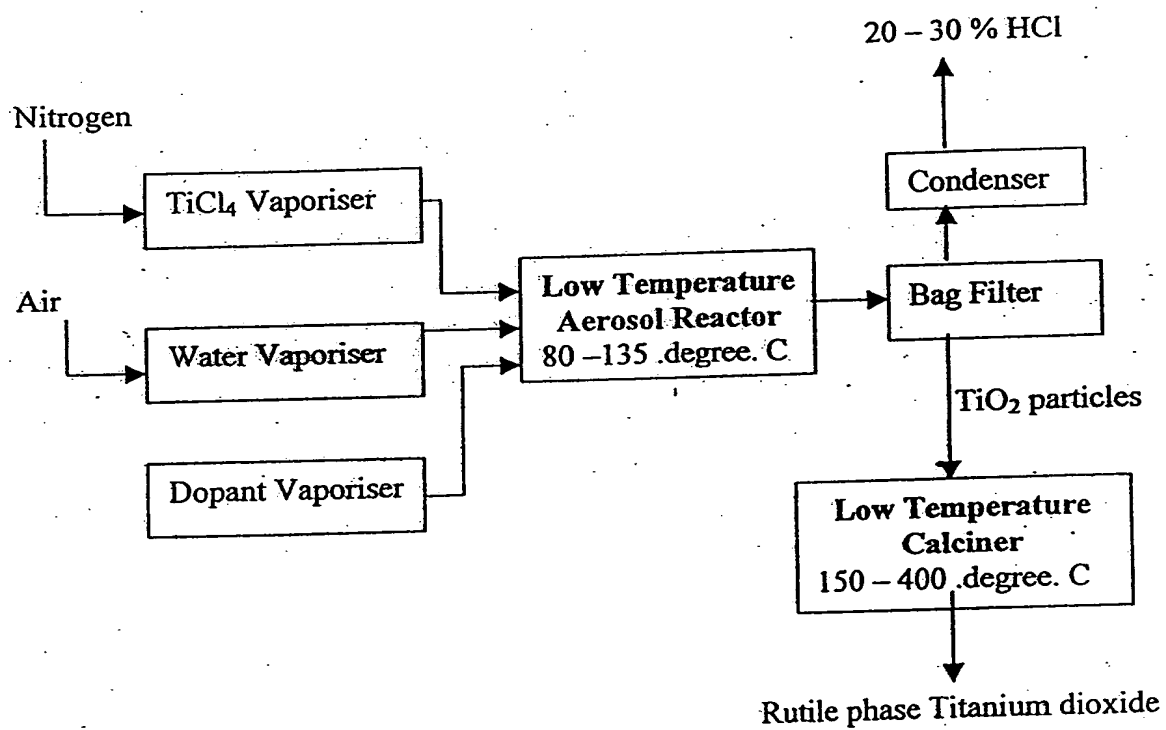 20 – 30 % HCl
Nitrogen
TiCl₄ Vaporiser
Condenser
Air
Water Vaporiser
Low Temperature
Aerosol Reactor
80 –135 .degree. C
Bag Filter
TiO₂ particles
Dopant Vaporiser
Low Temperature
Calciner
150 – 400 .degree. C
Rutile phase Titanium dioxide